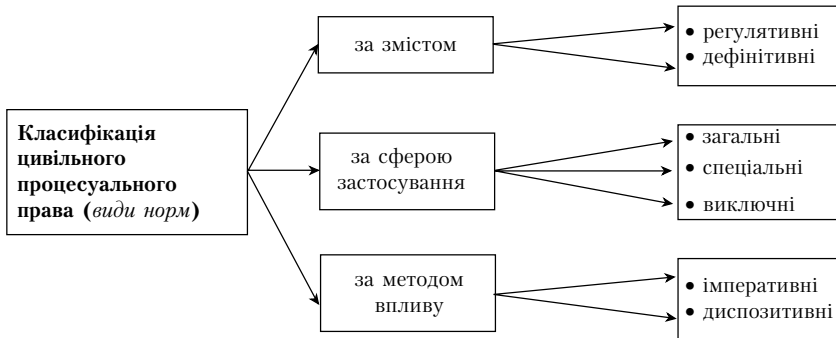 Класифікація
цивільного
процесуального
права (види норм)
за змістом
• регулятивні
• дефінітивні
за сферою
застосування
• загальні
• спеціальні
• виключні
за методом
впливу
• імперативні
• диспозитивні